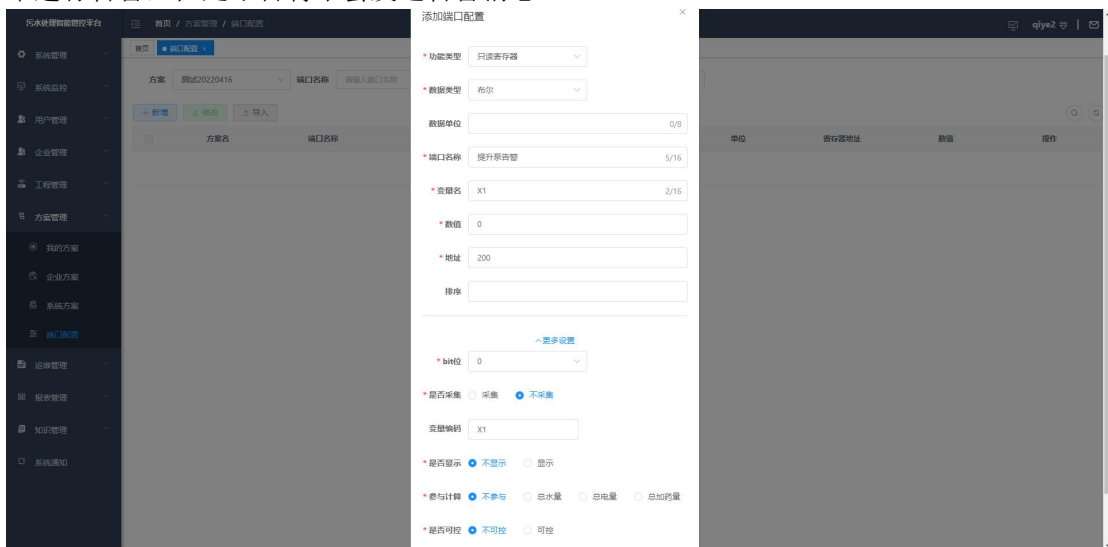 污水处理智能管控平台
首页 / 方案管理 / 端口配置
qiye2
首页
端口配置 ×
系统管理
系统监控
用户管理
企业管理
工程管理
方案管理
我的方案
企业方案
系统方案
端口配置
运维管理
报表管理
知识管理
系统通知
方案 测试20220416 端口名称 请输入端口名称
+ 新增 修改 导入
方案名 端口名称 单位 寄存器地址 数值 操作
添加端口配置 ×
* 功能类型 只读寄存器
* 数据类型 布尔
数据单位 0/8
* 端口名称 提升泵告警 5/16
* 变量名 X1 2/16
* 数值 0
* 地址 200
排序
更多设置
* bit位 0
* 是否采集 采集 不采集
变量编码 X1
* 是否显示 不显示 显示
* 参与计算 不参与 总水量 总电量 总加药量
* 是否可控 不可控 可控